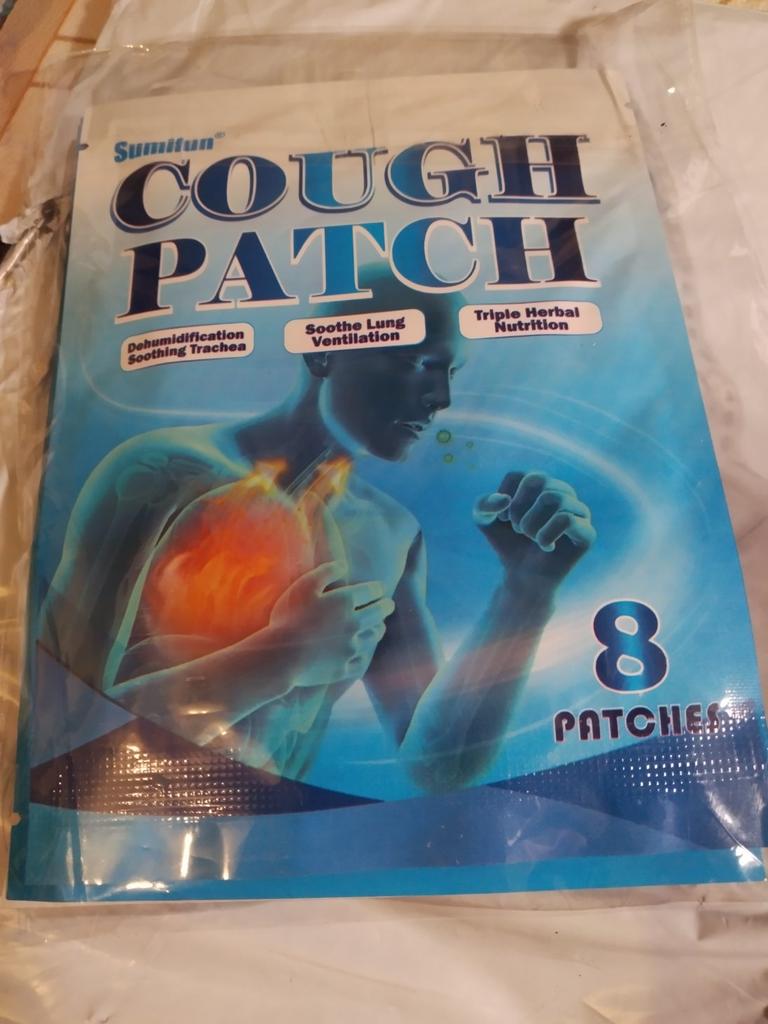 Sumifun®
COUGH
PATCH
Dehumidification
Soothing Trachea
Soothe Lung
Ventilation
Triple Herbal
Nutrition
8
PATCHES